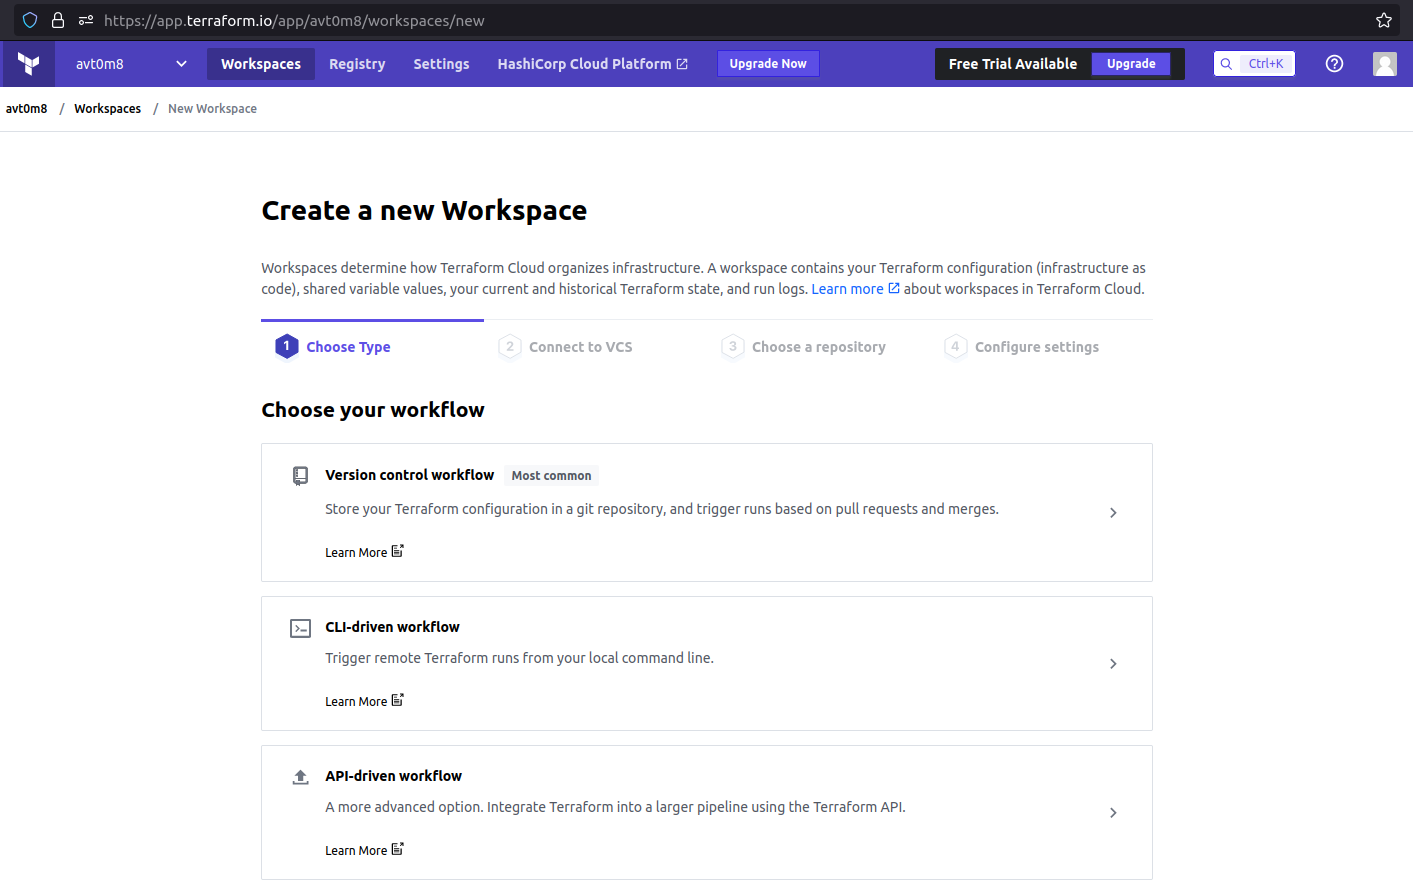 https://app.terraform.io/app/avt0m8/workspaces/new
avt0m8 Workspaces Registry Settings HashiCorp Cloud Platform Upgrade Now Free Trial Available Upgrade Ctrl+K
avt0m8 / Workspaces / New Workspace
Create a new Workspace
Workspaces determine how Terraform Cloud organizes infrastructure. A workspace contains your Terraform configuration (infrastructure as
code), shared variable values, your current and historical Terraform state, and run logs. Learn more about workspaces in Terraform Cloud.
1 Choose Type 2 Connect to VCS 3 Choose a repository 4 Configure settings
Choose your workflow
Version control workflow Most common
Store your Terraform configuration in a git repository, and trigger runs based on pull requests and merges.
Learn More
CLI-driven workflow
Trigger remote Terraform runs from your local command line.
Learn More
API-driven workflow
A more advanced option. Integrate Terraform into a larger pipeline using the Terraform API.
Learn More